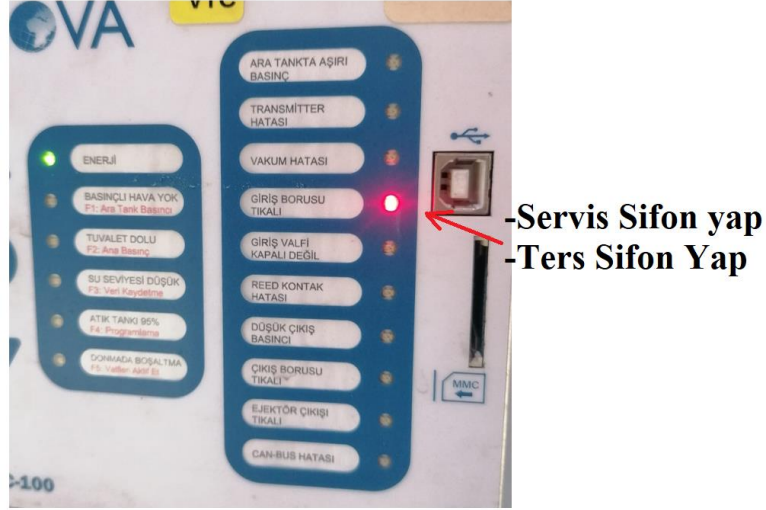 OVA
VTC
ENERJİ
BASINÇLI HAVA YOK
F1: Ara Tank Basıncı
TUVALET DOLU
F2: Ana Basınç
SU SEVİYESİ DÜŞÜK
F3: Veri Kaydetme
ATIK TANKI 95%
F4: Programlama
DONMADA BOŞALTMA
F5: Valfleri Aktif Et
ARA TANKTA AŞIRI
BASINÇ
TRANSMİTTER
HATASI
VAKUM HATASI
GİRİŞ BORUSU
TIKALI
GİRİŞ VALFİ
KAPALI DEĞİL
REED KONTAK
HATASI
DÜŞÜK ÇIKIŞ
BASINCI
ÇIKIŞ BORUSU
TIKALI
EJEKTÖR ÇIKIŞI
TIKALI
CAN-BUS HATASI
MMC
C-100
-Servis Sifon yap
-Ters Sifon Yap